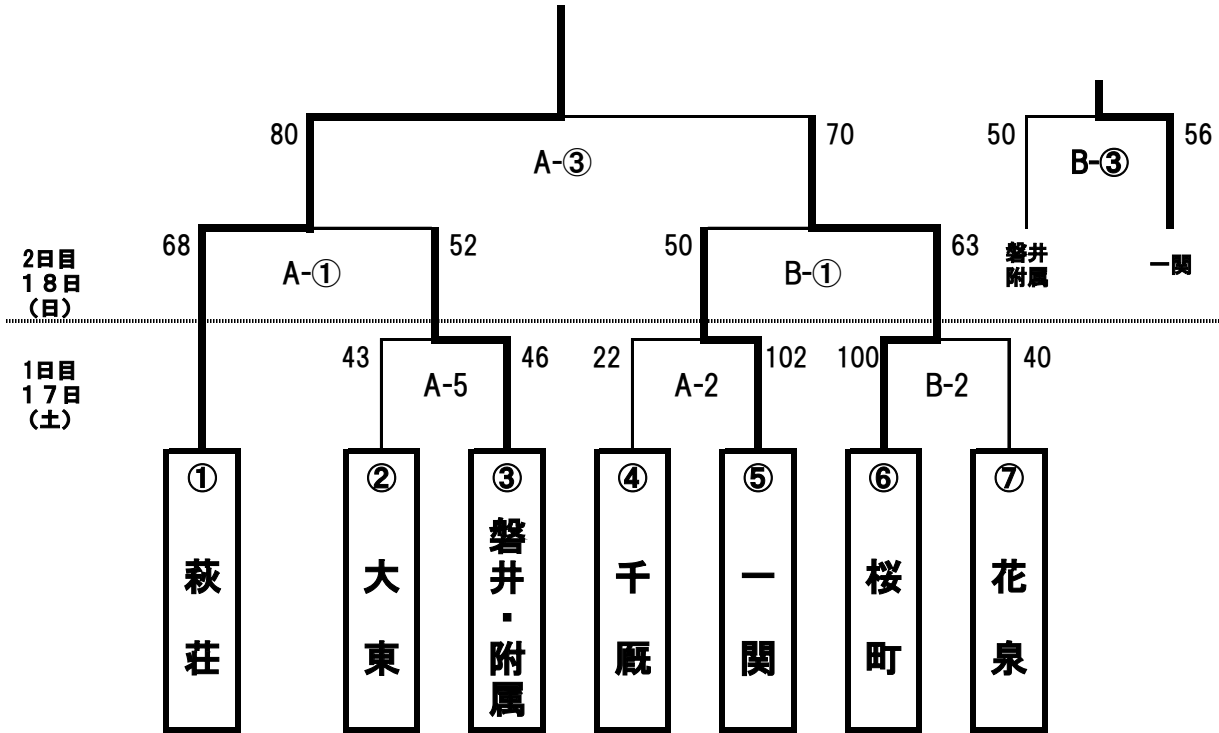 80
70
50
56
A-③
B-③
68
52
50
63
磐井
附属
一関
2日目
18日
(日)
A-①
B-①
43
46
22
102
100
40
1日目
17日
(土)
A-5
A-2
B-2
①
萩荘
②
大東
③
磐井・附属
④
千厩
⑤
一関
⑥
桜町
⑦
花泉